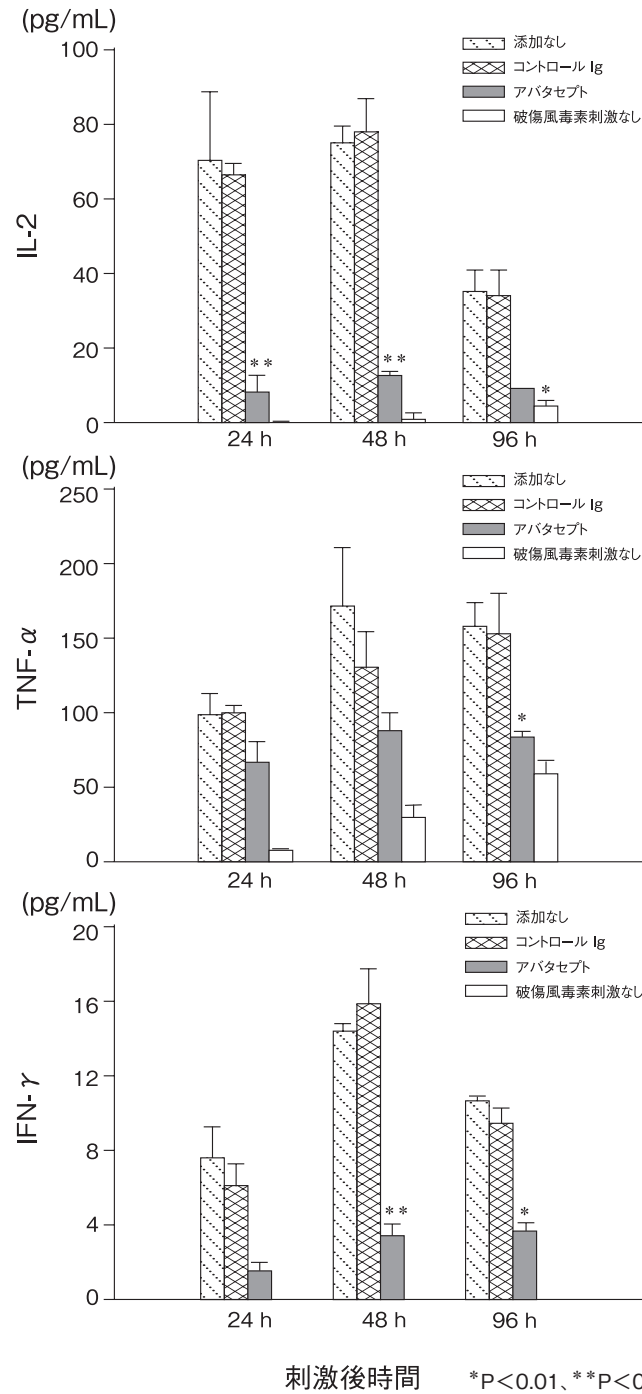 (pg/mL)
100
80
60
40
20
0
IL-2
添加なし
コントロール Ig
アバタセプト
破傷風毒素刺激なし
**
**
*
24 h 48 h 96 h
(pg/mL)
250
200
150
100
50
0
TNF-α
添加なし
コントロール Ig
アバタセプト
破傷風毒素刺激なし
*
24 h 48 h 96 h
(pg/mL)
20
16
12
8
4
0
IFN-γ
添加なし
コントロール Ig
アバタセプト
破傷風毒素刺激なし
**
*
24 h 48 h 96 h
刺激後時間 *P<0.01、**P<0